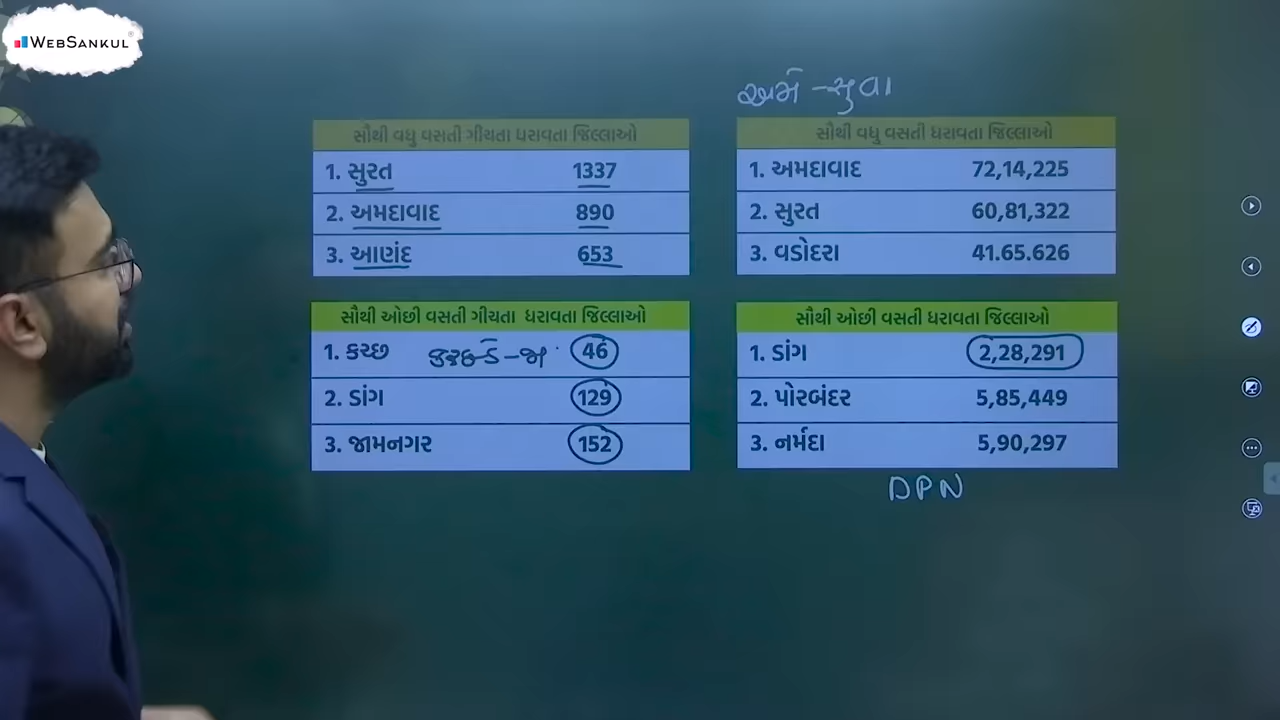 WEBSANKUL
અમ - સુવા
સૌથી વધુ વસતી ગીચતા ધરાવતા જિલ્લાઓ
1. સુરત 1337
2. અમદાવાદ 890
3. આણંદ 653
સૌથી વધુ વસતી ધરાવતા જિલ્લાઓ
1. અમદાવાદ 72,14,225
2. સુરત 60,81,322
3. વડોદરા 41.65.626
સૌથી ઓછી વસતી ગીચતા ધરાવતા જિલ્લાઓ
1. કચ્છ 46
2. ડાંગ 129
3. જામનગર 152
સૌથી ઓછી વસતી ધરાવતા જિલ્લાઓ
1. ડાંગ 2,28,291
2. પોરબંદર 5,85,449
3. નર્મદા 5,90,297
DPN